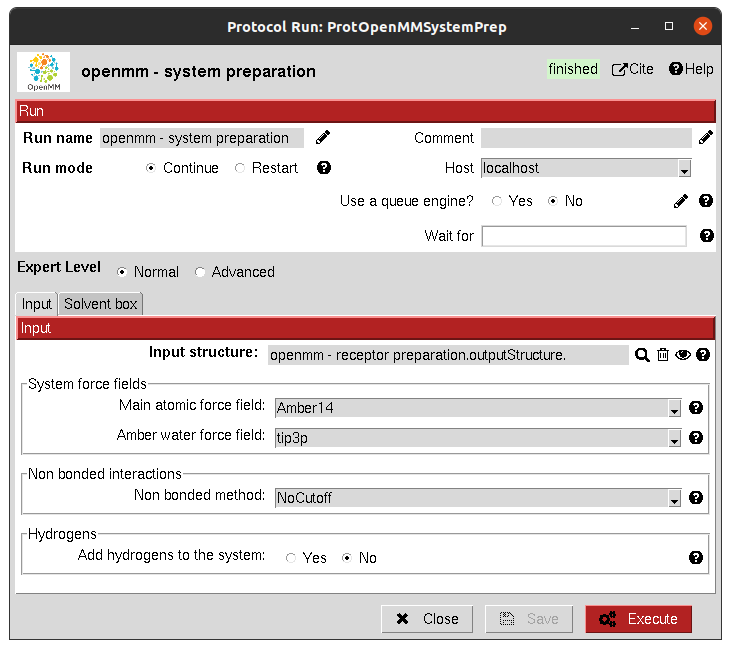 Protocol Run: ProtOpenMMSystemPrep
OpenMM
openmm - system preparation
finished
Cite
Help
Run
Run name openmm - system preparation
Comment
Run mode Continue Restart
Host localhost
Use a queue engine? Yes No
Wait for
Expert Level Normal Advanced
Input Solvent box
Input
Input structure: openmm - receptor preparation.outputStructure.
System force fields
Main atomic force field: Amber14
Amber water force field: tip3p
Non bonded interactions
Non bonded method: NoCutoff
Hydrogens
Add hydrogens to the system: Yes No
Close Save Execute